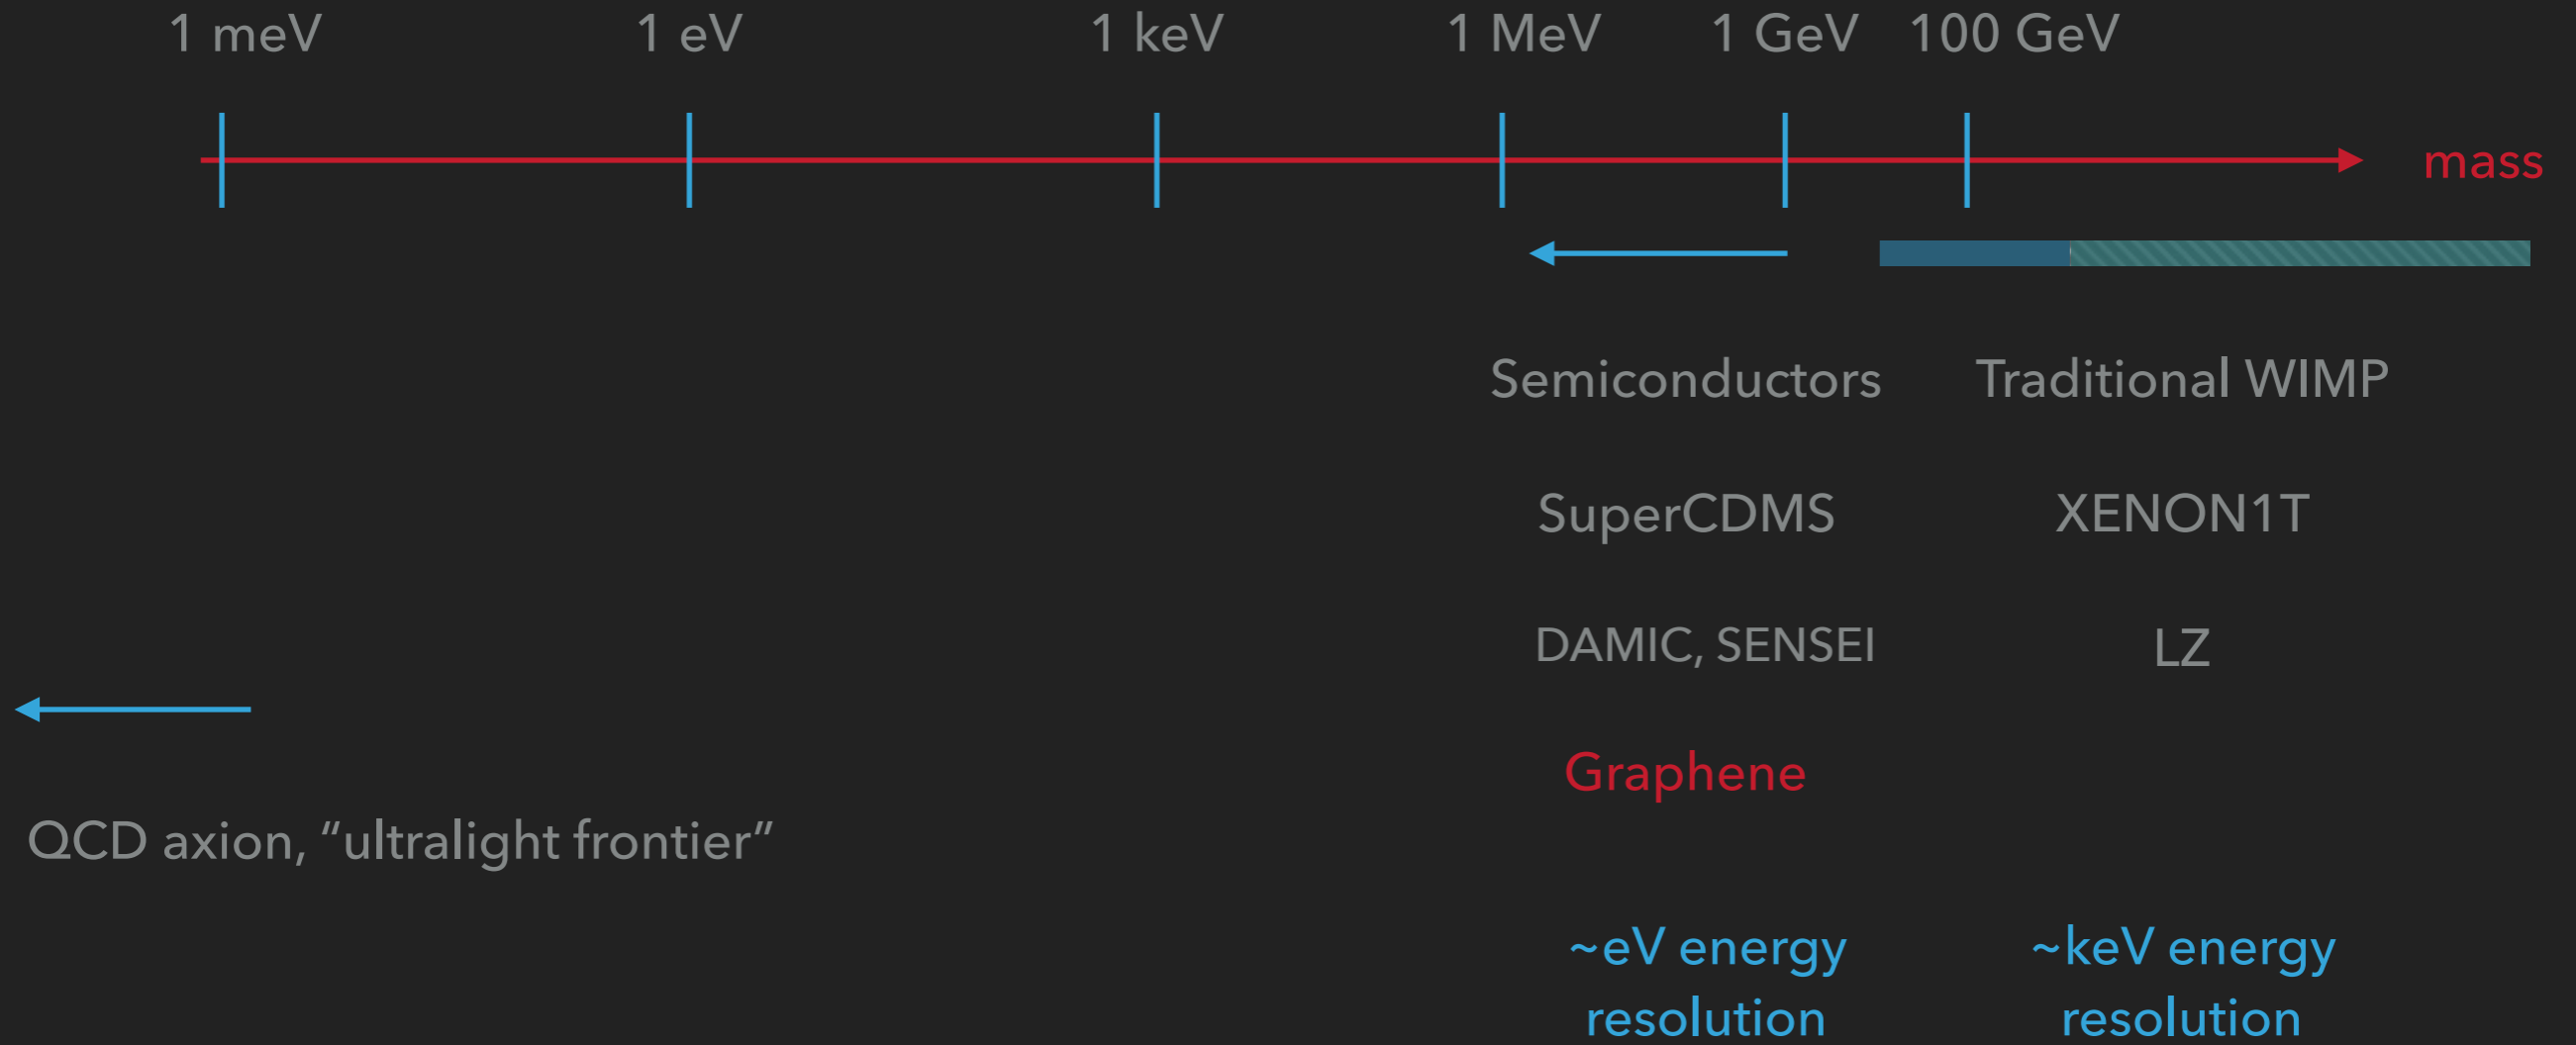 1 meV
1 eV
1 keV
1 MeV
1 GeV
100 GeV
mass
Semiconductors
Traditional WIMP
SuperCDMS
XENON1T
DAMIC, SENSEI
LZ
Graphene
QCD axion, “ultralight frontier”
~eV energy
resolution
~keV energy
resolution